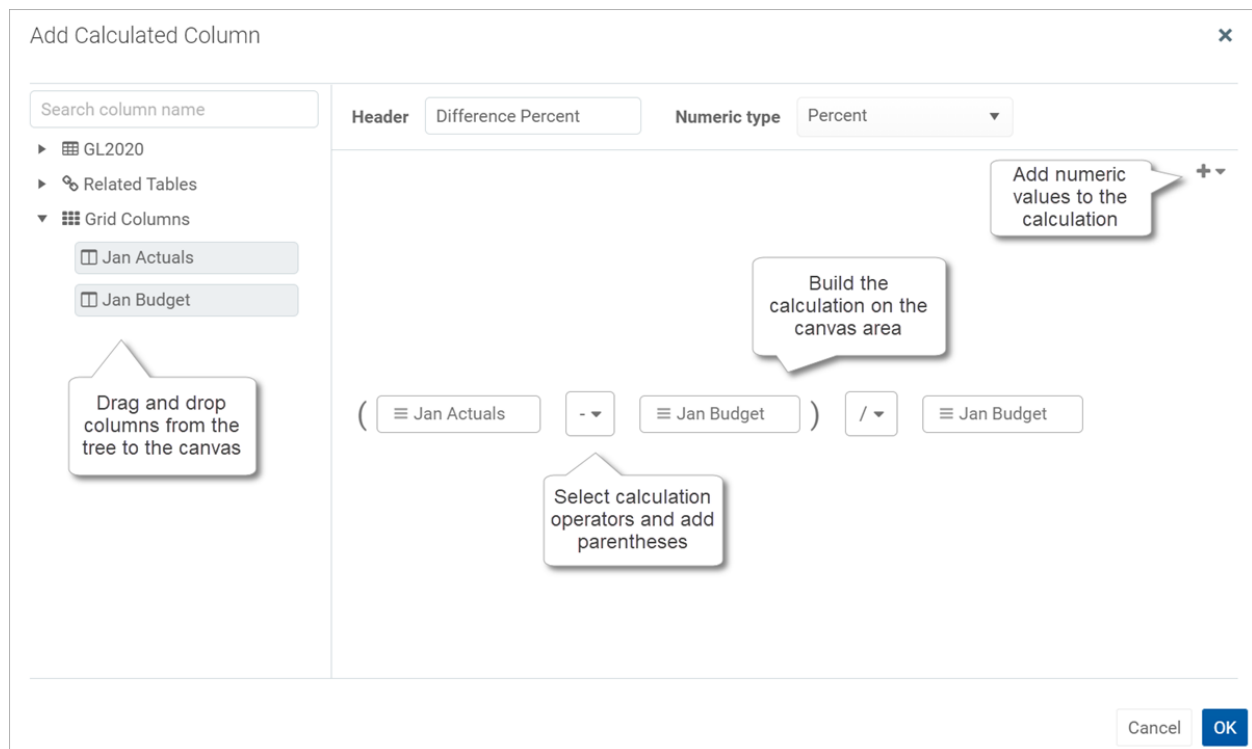 Add Calculated Column
Search column name
Header
Difference Percent
Numeric type
Percent
GL2020
Related Tables
Grid Columns
Jan Actuals
Jan Budget
Add numeric
values to the
calculation
Build the
calculation on the
canvas area
Drag and drop
columns from the
tree to the canvas
( Jan Actuals - Jan Budget ) / Jan Budget
Select calculation
operators and add
parentheses
Cancel
OK